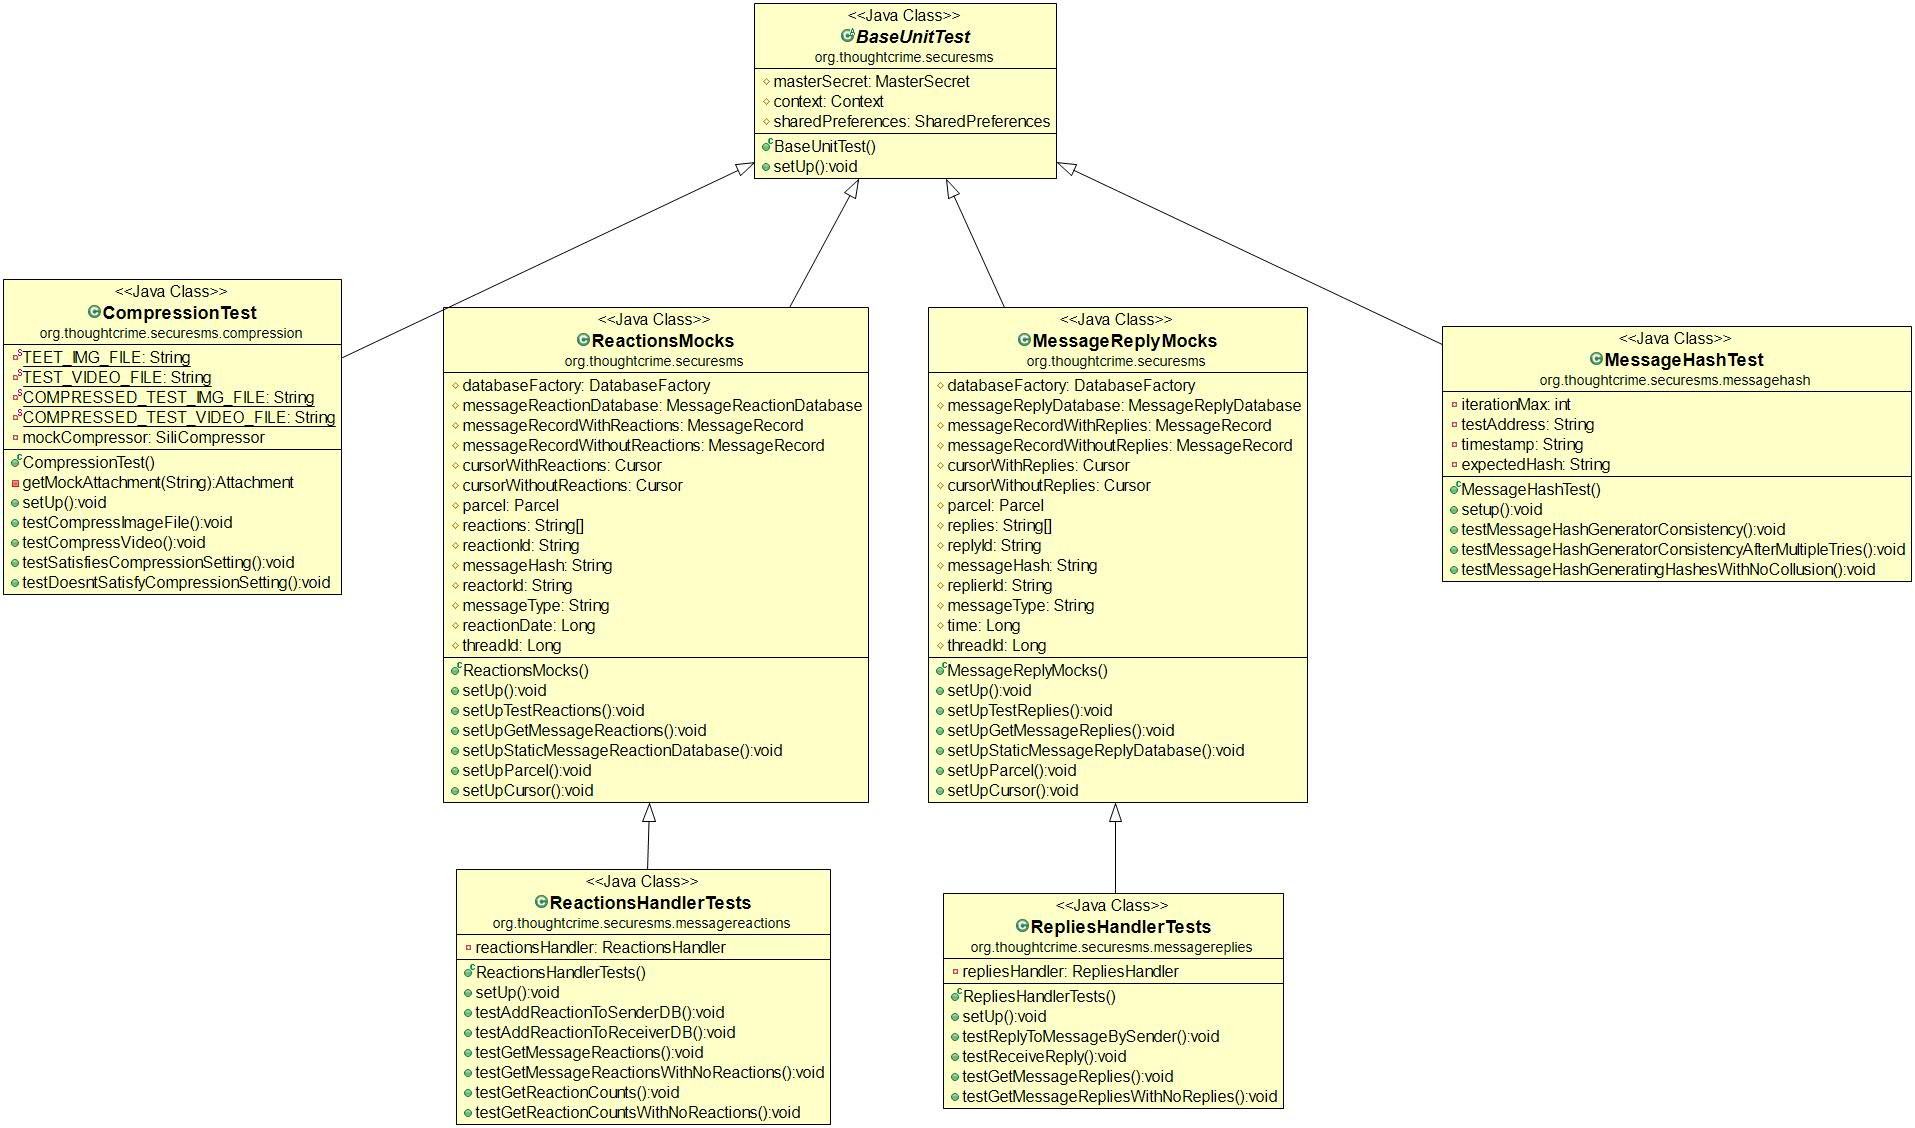 <<Java Class>>
BaseUnitTest
org.thoughtcrime.securesms
masterSecret: MasterSecret
context: Context
sharedPreferences: SharedPreferences
BaseUnitTest()
setUp():void
<<Java Class>>
CompressionTest
org.thoughtcrime.securesms.compression
TEET_IMG_FILE: String
TEST_VIDEO_FILE: String
COMPRESSED_TEST_IMG_FILE: String
COMPRESSED_TEST_VIDEO_FILE: String
mockCompressor: SiliCompressor
CompressionTest()
getMockAttachment(String):Attachment
setUp():void
testCompressImageFile():void
testCompressVideo():void
testSatisfiesCompressionSetting():void
testDoesntSatisfyCompressionSetting():void
<<Java Class>>
ReactionsMocks
org.thoughtcrime.securesms
databaseFactory: DatabaseFactory
messageReactionDatabase: MessageReactionDatabase
messageRecordWithReactions: MessageRecord
messageRecordWithoutReactions: MessageRecord
cursorWithReactions: Cursor
cursorWithoutReactions: Cursor
parcel: Parcel
reactions: String[]
reactionId: String
messageHash: String
reactorId: String
messageType: String
reactionDate: Long
threadId: Long
ReactionsMocks()
setUp():void
setUpTestReactions():void
setUpGetMessageReactions():void
setUpStaticMessageReactionDatabase():void
setUpParcel():void
setUpCursor():void
<<Java Class>>
MessageReplyMocks
org.thoughtcrime.securesms
databaseFactory: DatabaseFactory
messageReplyDatabase: MessageReplyDatabase
messageRecordWithReplies: MessageRecord
messageRecordWithoutReplies: MessageRecord
cursorWithReplies: Cursor
cursorWithoutReplies: Cursor
parcel: Parcel
replies: String[]
replyId: String
messageHash: String
replierId: String
messageType: String
time: Long
threadId: Long
MessageReplyMocks()
setUp():void
setUpTestReplies():void
setUpGetMessageReplies():void
setUpStaticMessageReplyDatabase():void
setUpParcel():void
setUpCursor():void
<<Java Class>>
MessageHashTest
org.thoughtcrime.securesms.messagehash
iterationMax: int
testAddress: String
timestamp: String
expectedHash: String
MessageHashTest()
setup():void
testMessageHashGeneratorConsistency():void
testMessageHashGeneratorConsistencyAfterMultipleTries():void
testMessageHashGeneratingHashesWithNoCollusion():void
<<Java Class>>
ReactionsHandlerTests
org.thoughtcrime.securesms.messagereactions
reactionsHandler: ReactionsHandler
ReactionsHandlerTests()
setUp():void
testAddReactionToSenderDB():void
testAddReactionToReceiverDB():void
testGetMessageReactions():void
testGetMessageReactionsWithNoReactions():void
testGetReactionCounts():void
testGetReactionCountsWithNoReactions():void
<<Java Class>>
RepliesHandlerTests
org.thoughtcrime.securesms.messagereplies
repliesHandler: RepliesHandler
RepliesHandlerTests()
setUp():void
testReplyToMessageBySender():void
testReceiveReply():void
testGetMessageReplies():void
testGetMessageRepliesWithNoReplies():void